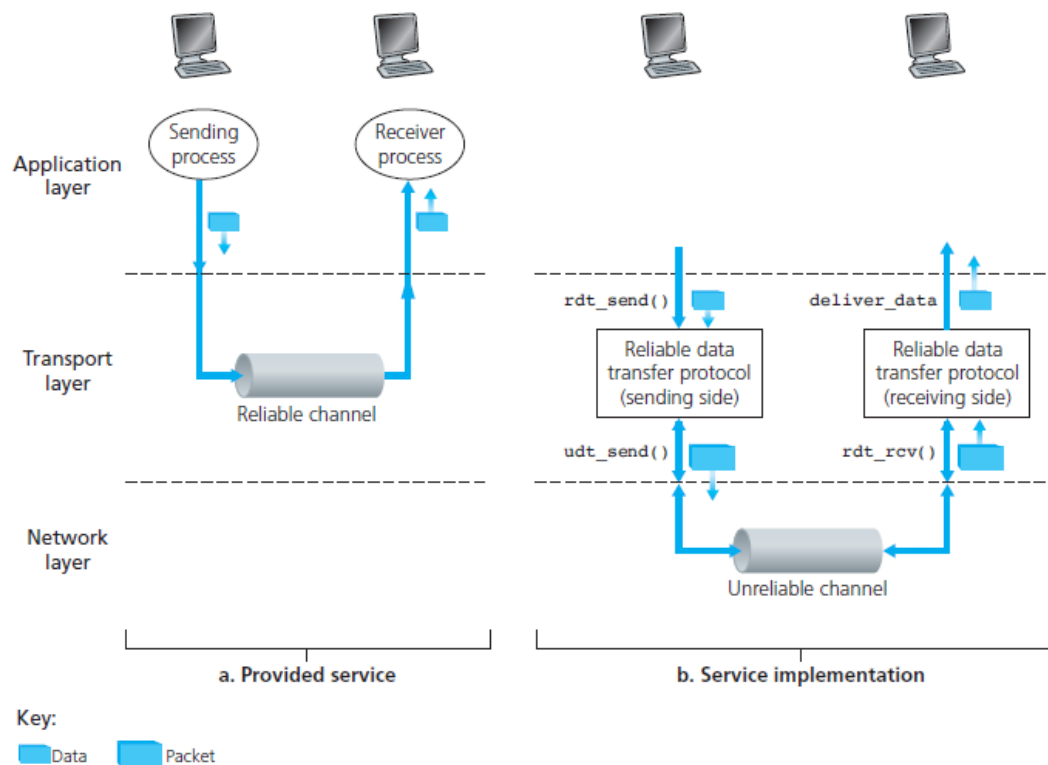 Sending
process
Receiver
process
Application
layer
rdt_send()
deliver_data
Transport
layer
Reliable channel
Reliable data
transfer protocol
(sending side)
Reliable data
transfer protocol
(receiving side)
udt_send()
rdt_rcv()
Network
layer
Unreliable channel
a. Provided service
b. Service implementation
Key:
Data
Packet